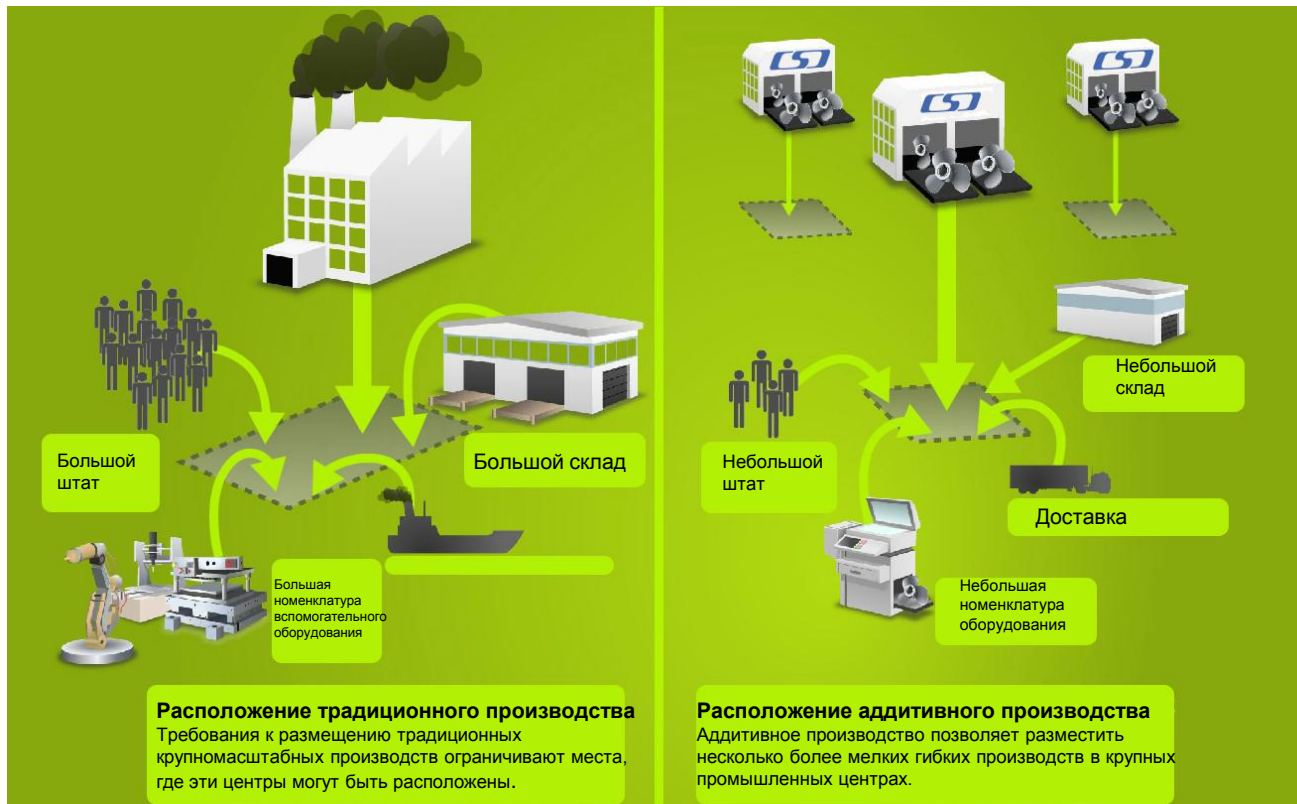 Большой
штат
Большой склад
Большая
номенклатура
вспомогательного
оборудования
Расположение традиционного производства
Требования к размещению традиционных
крупномасштабных производств ограничивают места,
где эти центры могут быть расположены.
Небольшой
склад
Небольшой
штат
Доставка
Небольшая
номенклатура
оборудования
Расположение аддитивного производства
Аддитивное производство позволяет разместить
несколько более мелких гибких производств в крупных
промышленных центрах.